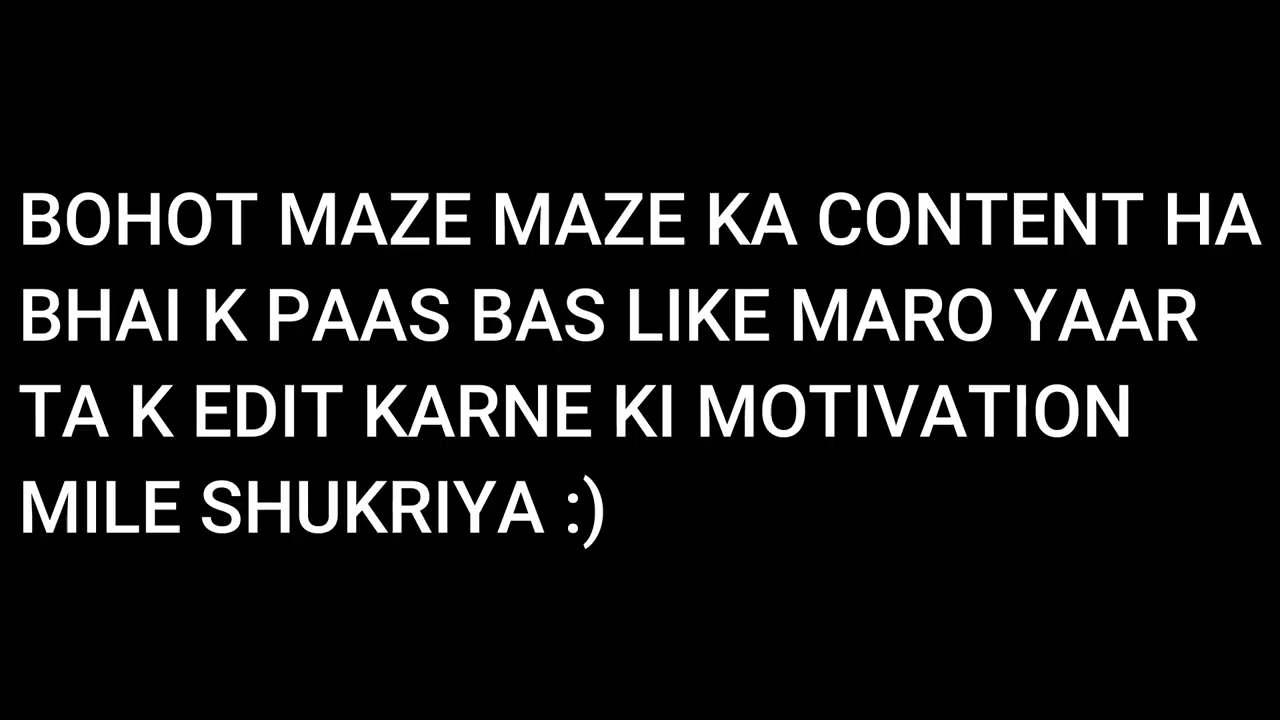 BOHOT MAZE MAZE KA CONTENT HA
BHAI K PAAS BAS LIKE MARO YAAR
TA K EDIT KARNE KI MOTIVATION
MILE SHUKRIYA :)